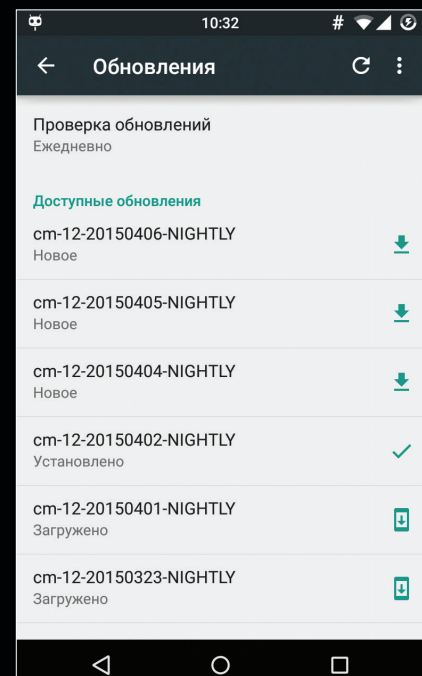 10:32 #
Обновления
Проверка обновлений
Ежедневно
Доступные обновления
cm-12-20150406-NIGHTLY
Новое
cm-12-20150405-NIGHTLY
Новое
cm-12-20150404-NIGHTLY
Новое
cm-12-20150402-NIGHTLY
Установлено
cm-12-20150401-NIGHTLY
Загружено
cm-12-20150323-NIGHTLY
Загружено